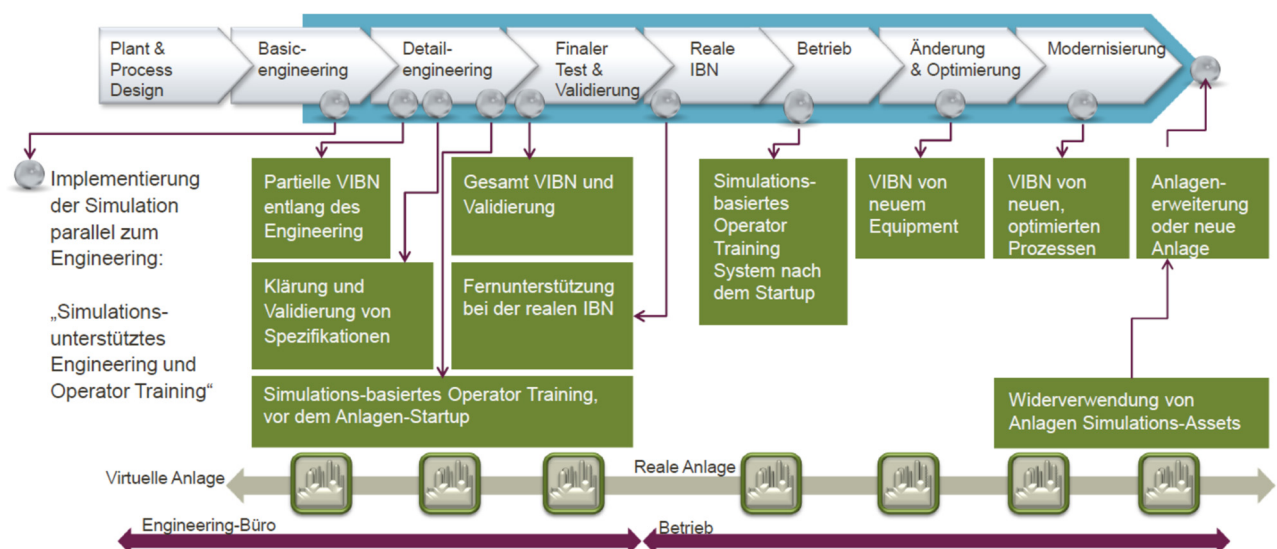 Plant &
Process
Design
Basic-
engineering
Detail-
engineering
Finaler
Test &
Validierung
Reale
IBN
Betrieb
Änderung
& Optimierung
Modernisierung
Implementierung
der Simulation
parallel zum
Engineering:
„Simulations-
unterstütztes
Engineering und
Operator Training“
Partielle VIBN
entlang des
Engineering
Gesamt VIBN und
Validierung
Klärung und
Validierung von
Spezifikationen
Fernunterstützung
bei der realen IBN
Simulations-basiertes Operator Training,
vor dem Anlagen-Startup
Simulations-
basiertes
Operator
Training
System nach
dem Startup
VIBN von
neuem
Equipment
VIBN von
neuen,
optimierten
Prozessen
Anlagen-
erweiterung
oder neue
Anlage
Widerverwendung von
Anlagen Simulations-Assets
Virtuelle Anlage
Reale Anlage
Engineering-Büro
Betrieb